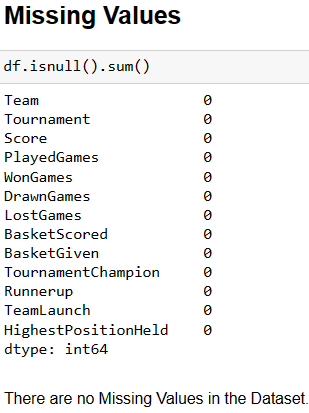 Missing Values
df.isnull().sum()
Team 0
Tournament 0
Score 0
PlayedGames 0
WonGames 0
DrawnGames 0
LostGames 0
BasketScored 0
BasketGiven 0
TournamentChampion 0
Runnerup 0
TeamLaunch 0
HighestPositionHeld 0
dtype: int64
There are no Missing Values in the Dataset.